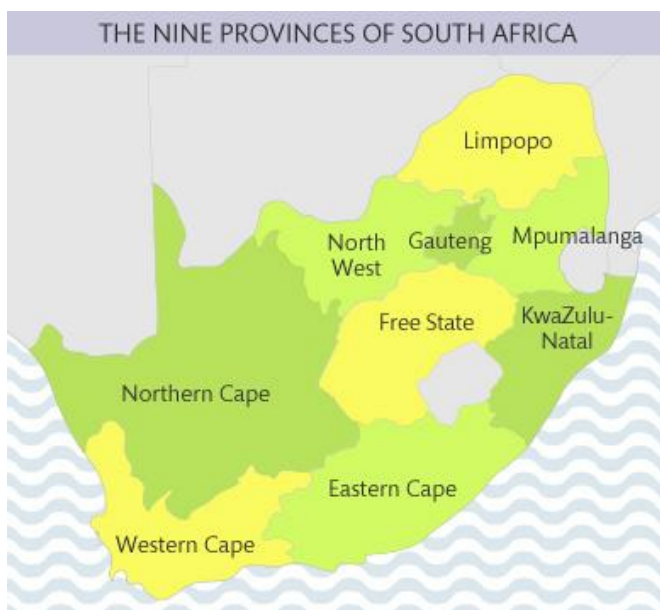 THE NINE PROVINCES OF SOUTH AFRICA
Limpopo
North
West
Gauteng
Mpumalanga
Free State
KwaZulu-
Natal
Northern Cape
Eastern Cape
Western Cape